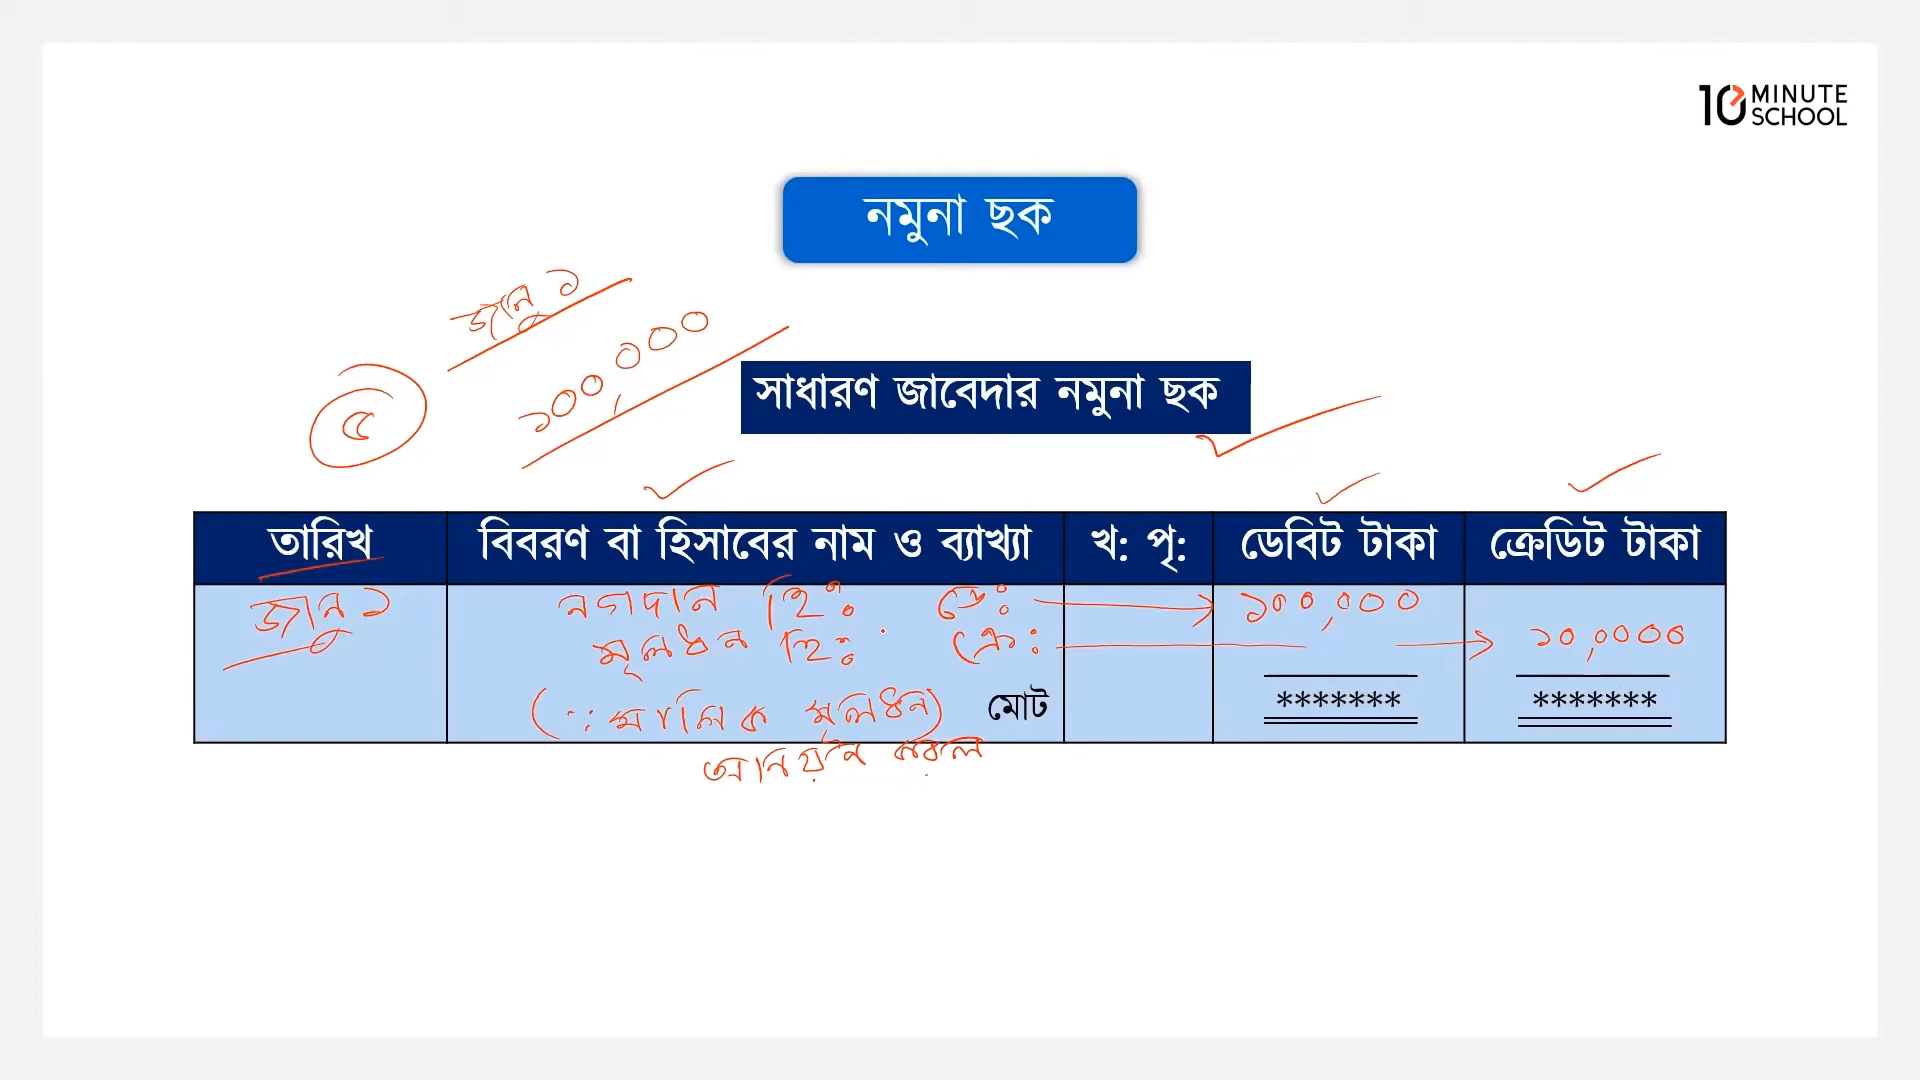 10 MINUTE
SCHOOL
নমুনা ছক
জানু ১
১০০,০০০
৫
সাধারণ জাবেদার নমুনা ছক
তারিখ বিবরণ বা হিসাবের নাম ও ব্যাখ্যা খ: পৃ: ডেবিট টাকা ক্রেডিট টাকা
জানু ১ নগদান হিঃ ডেঃ ১০০,০০০
মূলধন হিঃ ক্রেঃ ১০,০০০০
(∵ মালিক মূলধন) মোট ******* *******
আনয়ন করল